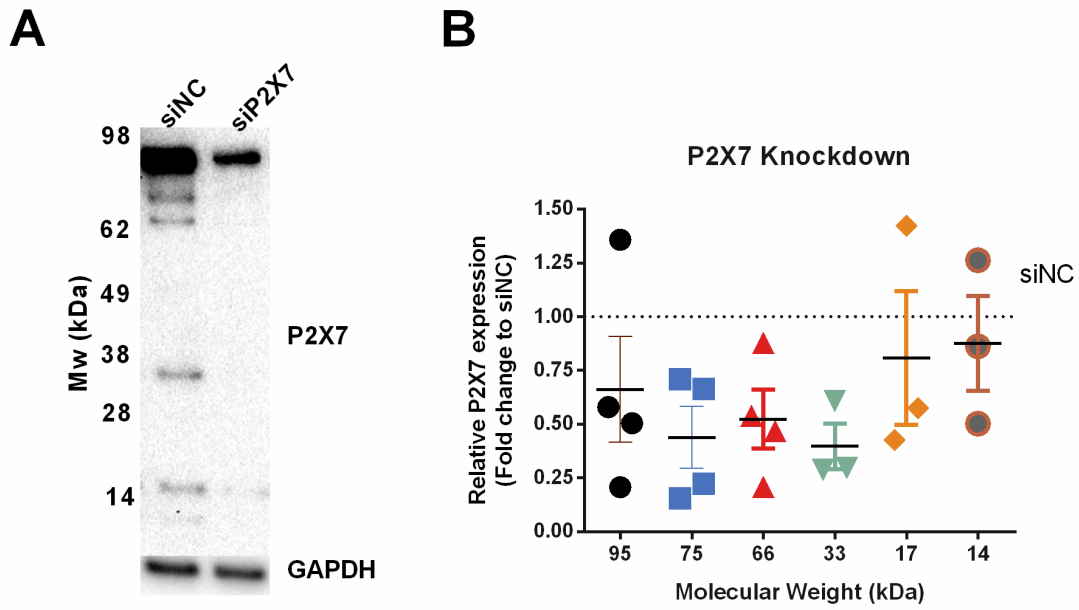 A
siNC
siP2X7
98
62
49
38
28
14
Mw (kDa)
P2X7
GAPDH
B
P2X7 Knockdown
Relative P2X7 expression
(Fold change to siNC)
1.50
1.25
1.00
0.75
0.50
0.25
0.00
siNC
95 75 66 33 17 14
Molecular Weight (kDa)